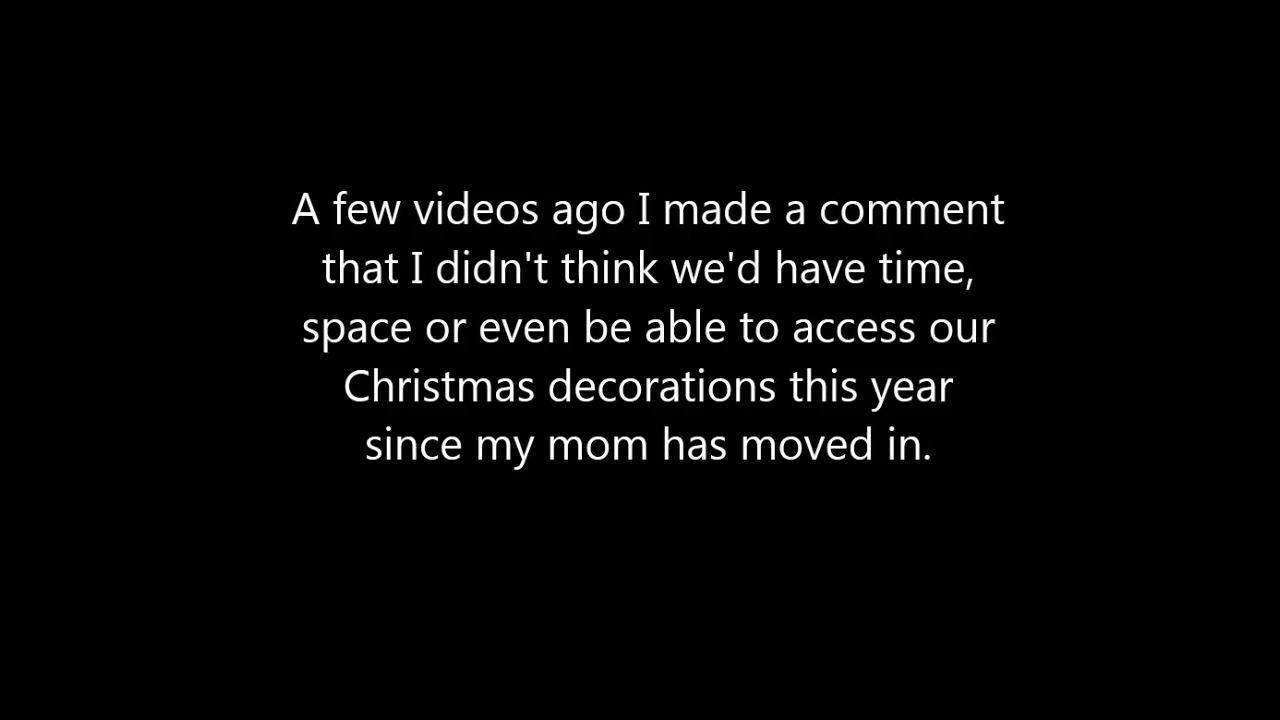 A few videos ago I made a comment
that I didn't think we'd have time,
space or even be able to access our
Christmas decorations this year
since my mom has moved in.